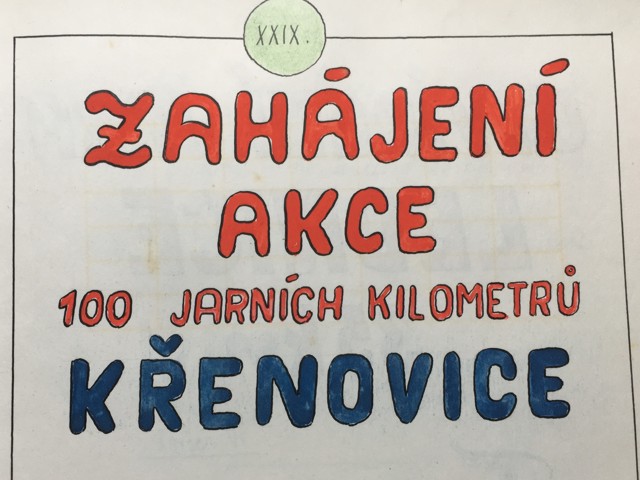 XXIX.
ZAHÁJENÍ
AKCE
100 JARNÍCH KILOMETRŮ
KŘENOVICE